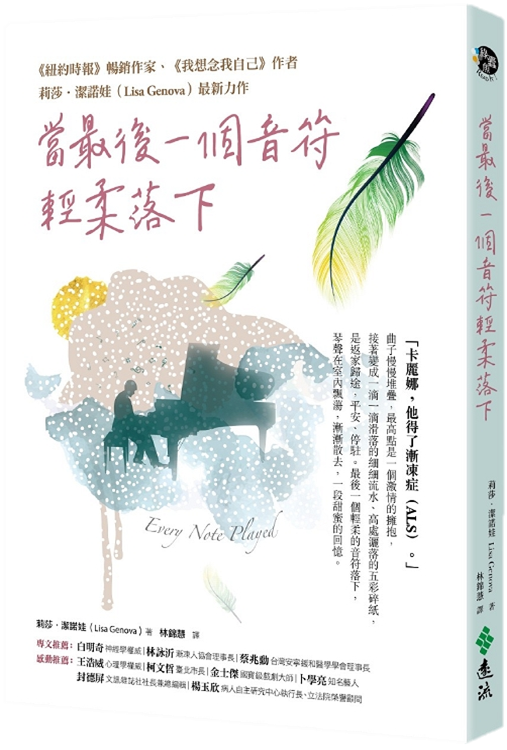 《紐約時報》暢銷作家、《我想念我自己》作者
莉莎‧潔諾娃（Lisa Genova）最新力作
當最後一個音符
輕柔落下
「卡麗娜，他得了漸凍症（ALS）。」
曲子慢慢堆疊，最高點是一個激情的擁抱，
接著變成一滴一滴滑落的細細流水、高處灑落的五彩碎紙，
是返家歸途，平安、停駐。最後一個輕柔的音符落下，
琴聲在室內飄蕩，漸漸散去，一段甜蜜的回憶。
Every Note Played
莉莎‧潔諾娃（Lisa Genova）著 林錦慧 譯
專文推薦：白明奇 神經學權威│林詠沂 漸凍人協會理事長│蔡兆勳 台灣安寧緩和醫學學會理事長
感動推薦：王浩威 心理學權威│柯文哲 臺北市長│金士傑 國寶級戲劇大師│卜學亮 知名藝人
封德屏 文訊雜誌社社長兼總編輯│楊玉欣 病人自主研究中心執行長、立法院榮譽顧問
當最後一個音符輕柔落下
莉莎‧潔諾娃 Lisa Genova 著
林錦慧 譯
遠流